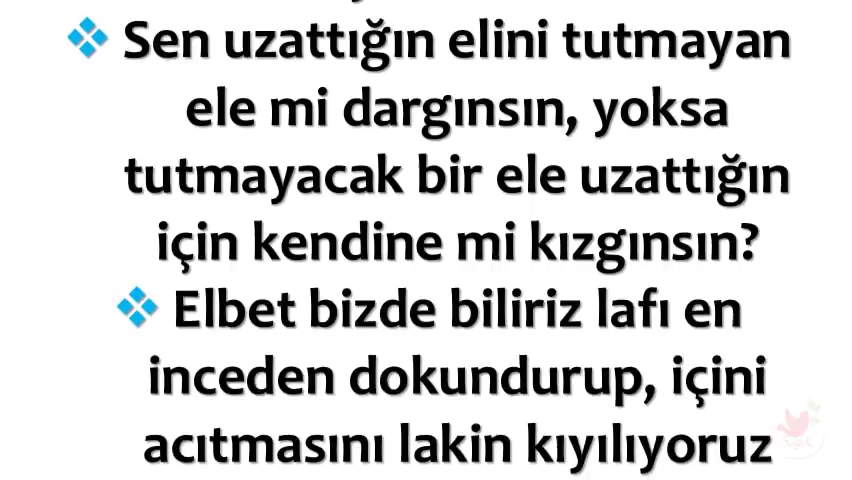 ❖ Sen uzattığın elini tutmayan
ele mi dargınsın, yoksa
tutmayacak bir ele uzattığın
için kendine mi kızgınsın?
❖ Elbet bizde biliriz lafı en
inceden dokundurup, içini
acıtmasını lakin kıyılıyoruz